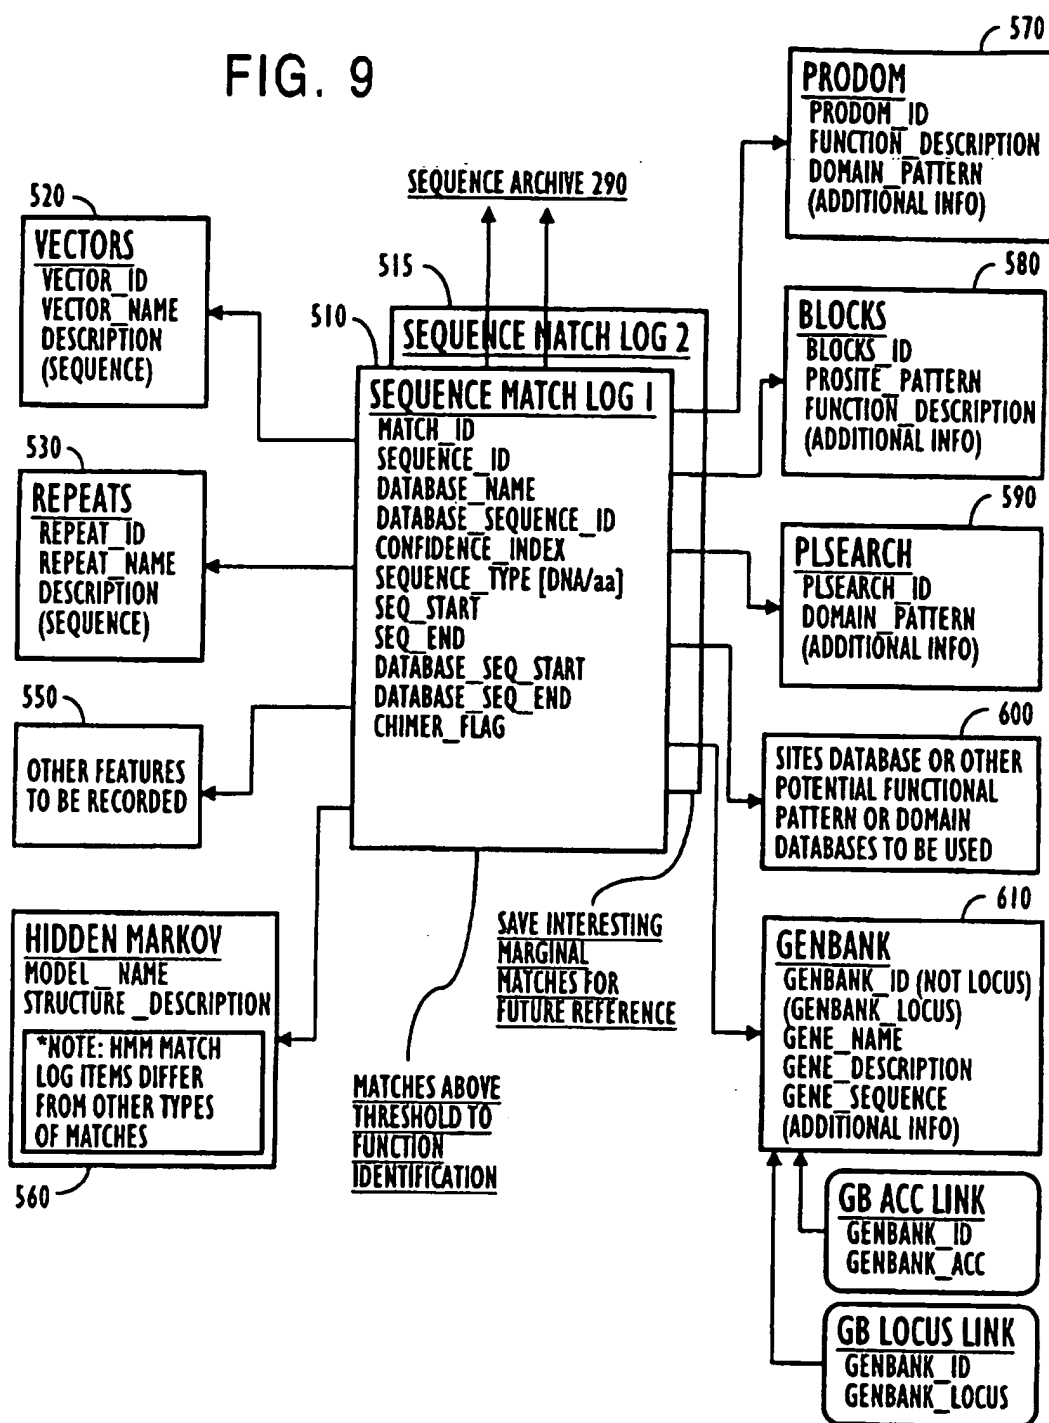 FIG. 9
SEQUENCE ARCHIVE 290
520
VECTORS
VECTOR_ID
VECTOR_NAME
DESCRIPTION
(SEQUENCE)
530
REPEATS
REPEAT_ID
REPEAT_NAME
DESCRIPTION
(SEQUENCE)
550
OTHER FEATURES
TO BE RECORDED
HIDDEN MARKOV
MODEL_NAME
STRUCTURE_DESCRIPTION
*NOTE: HMM MATCH
LOG ITEMS DIFFER
FROM OTHER TYPES
OF MATCHES
560
515
SEQUENCE MATCH LOG 2
510
SEQUENCE MATCH LOG 1
MATCH_ID
SEQUENCE_ID
DATABASE_NAME
DATABASE_SEQUENCE_ID
CONFIDENCE_INDEX
SEQUENCE_TYPE [DNA/aa]
SEQ_START
SEQ_END
DATABASE_SEQ_START
DATABASE_SEQ_END
CHIMER_FLAG
MATCHES ABOVE
THRESHOLD TO
FUNCTION
IDENTIFICATION
SAVE INTERESTING
MARGINAL
MATCHES FOR
FUTURE REFERENCE
570
PRODOM
PRODOM_ID
FUNCTION_DESCRIPTION
DOMAIN_PATTERN
(ADDITIONAL INFO)
580
BLOCKS
BLOCKS_ID
PROSITE_PATTERN
FUNCTION_DESCRIPTION
(ADDITIONAL INFO)
590
PLSEARCH
PLSEARCH_ID
DOMAIN_PATTERN
(ADDITIONAL INFO)
600
SITES DATABASE OR OTHER
POTENTIAL FUNCTIONAL
PATTERN OR DOMAIN
DATABASES TO BE USED
610
GENBANK
GENBANK_ID (NOT LOCUS)
(GENBANK_LOCUS)
GENE_NAME
GENE_DESCRIPTION
GENE_SEQUENCE
(ADDITIONAL INFO)
GB ACC LINK
GENBANK_ID
GENBANK_ACC
GB LOCUS LINK
GENBANK_ID
GENBANK_LOCUS